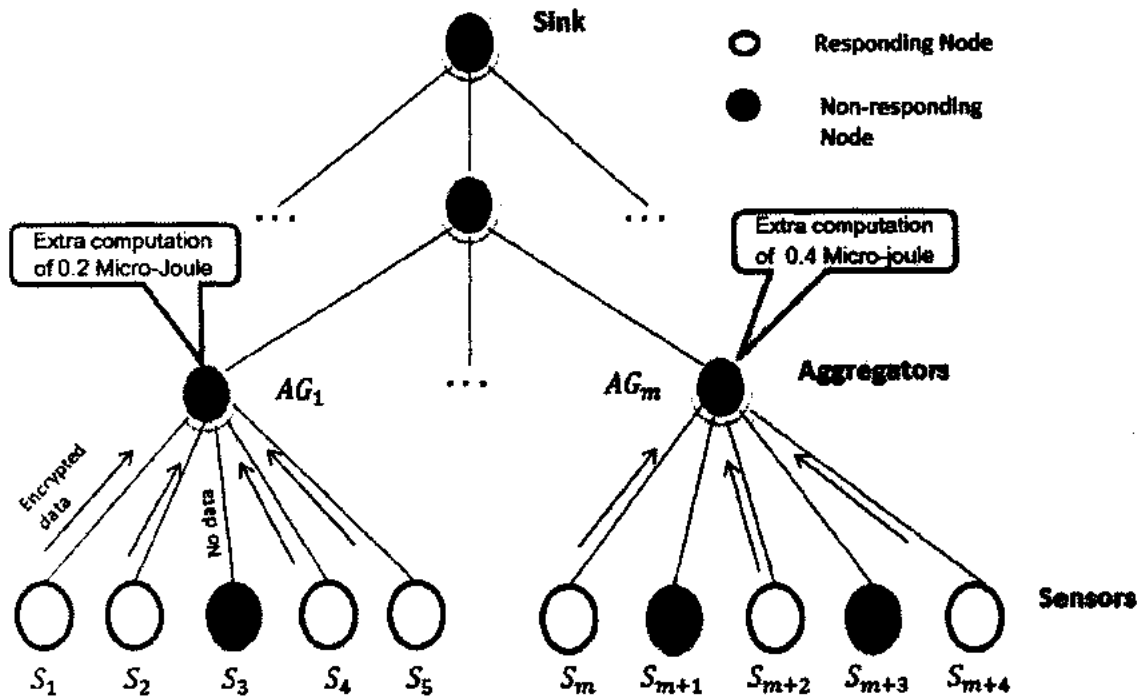 Sink
Responding Node
Non-responding
Node
...
...
Extra computation
of 0.2 Micro-Joule
Extra computation
of 0.4 Micro-joule
...
AG₁
AGₘ
Aggregators
Encrypted
data
No data
Sensors
S₁ S₂ S₃ S₄ S₅ Sₘ Sₘ₊₁ Sₘ₊₂ Sₘ₊₃ Sₘ₊₄